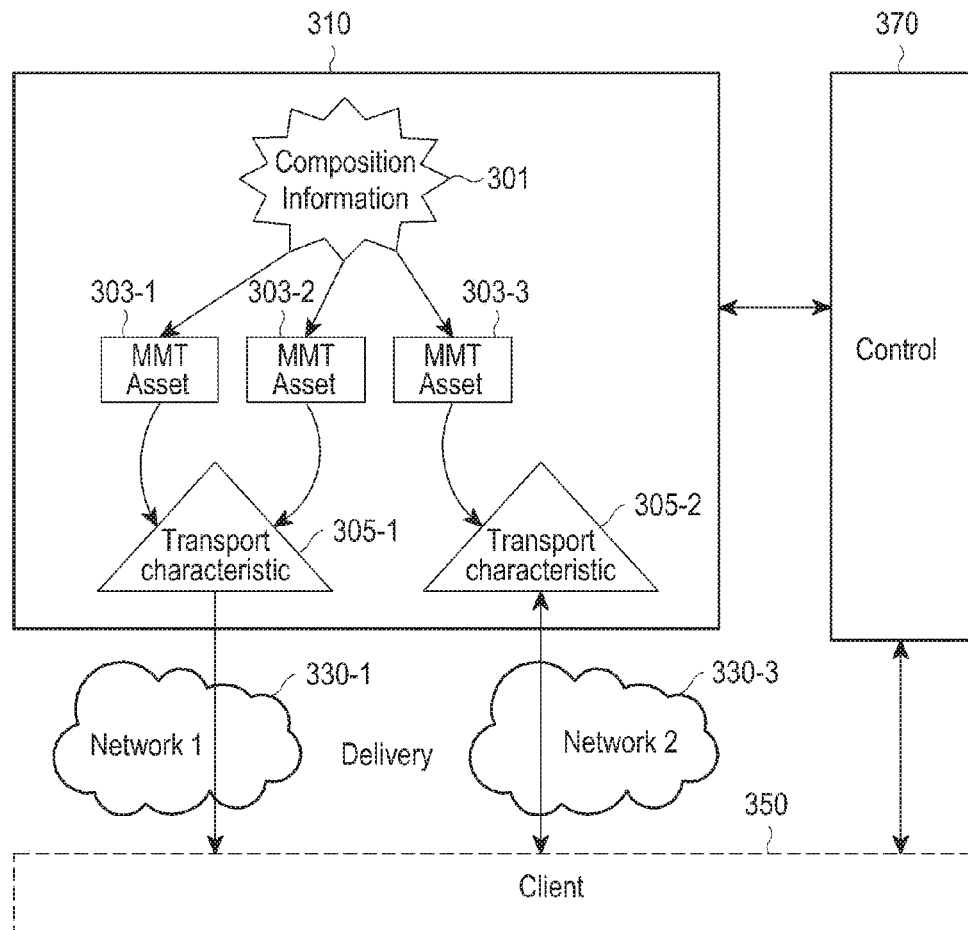 310
370
Composition
Information
301
303-1
303-2
303-3
MMT
Asset
MMT
Asset
MMT
Asset
Control
305-1
305-2
Transport
characteristic
Transport
characteristic
330-1
330-3
Network 1
Delivery
Network 2
350
Client